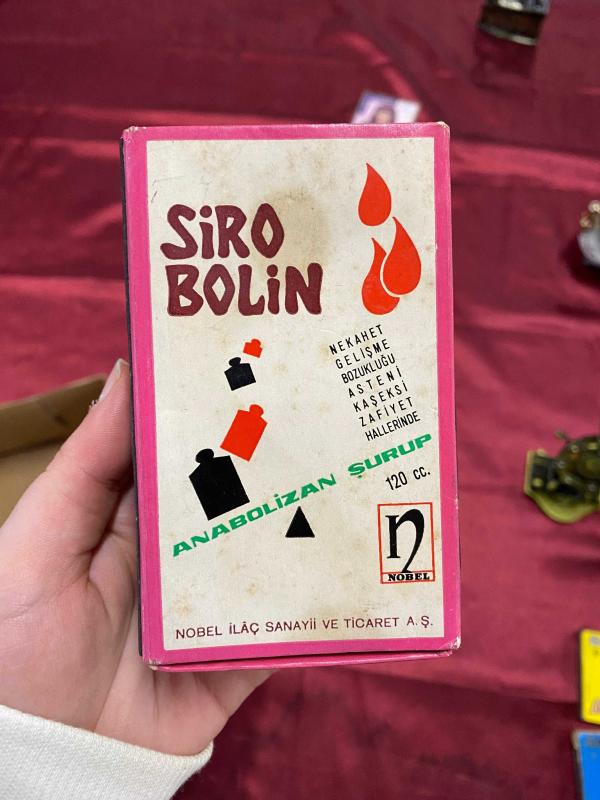 SiRO
BOLiN
NEKAHET
GELİŞME
BOZUKLUĞU
ASTENİ
KAŞEKSİ
ZAFİYET
HALLERİNDE
ANABOLİZAN ŞURUP
120 cc.
η
NOBEL
NOBEL İLÂÇ SANAYİİ VE TİCARET A. Ş.